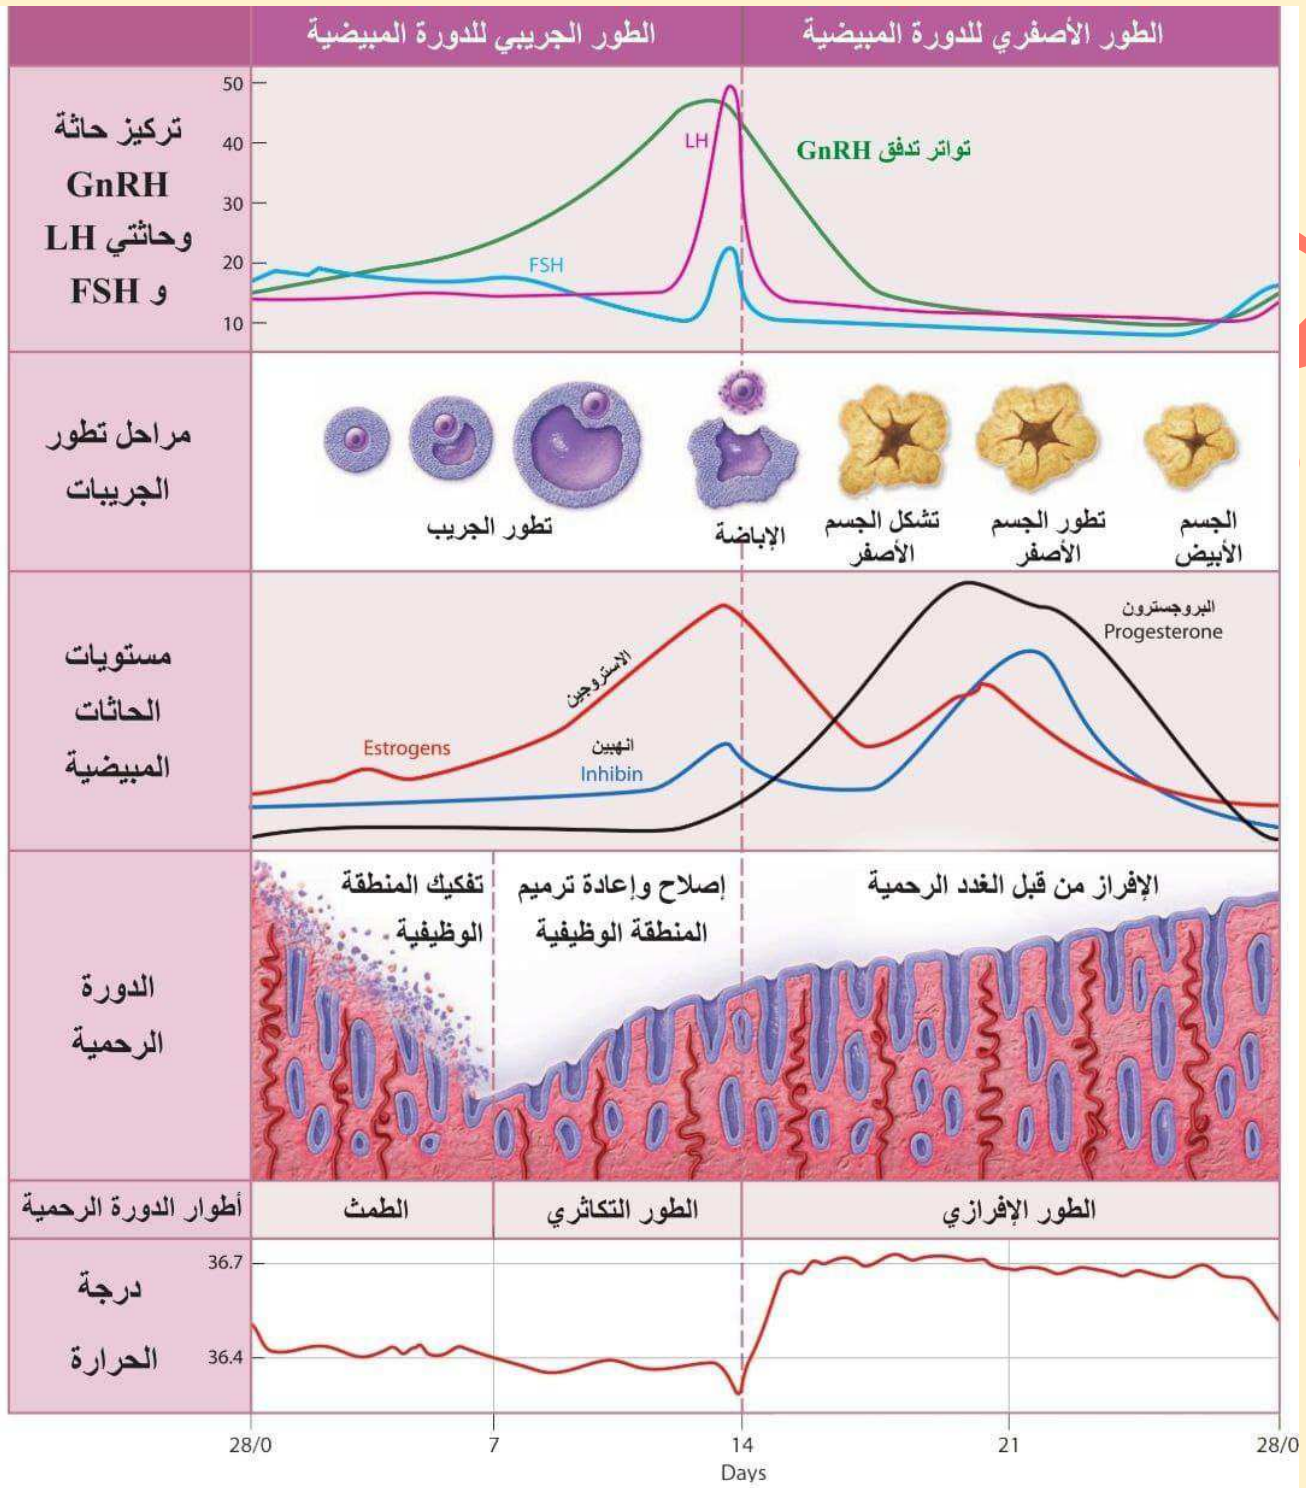 الطور الجريبي للدورة المبيضية
الطور الأصفري للدورة المبيضية
تركيز حاثة
GnRH
وحاثتي LH
و FSH
50
40
30
20
10
LH
تواتر تدفق GnRH
FSH
مراحل تطور
الجريبات
تطور الجريب
الإباضة
تشكل الجسم
الأصفر
تطور الجسم
الأصفر
الجسم
الأبيض
مستويات
الحاثات
المبيضية
Estrogens
الاستروجين
انهبين
Inhibin
البروجسترون
Progesterone
الدورة
الرحمية
تفكيك المنطقة
الوظيفية
إصلاح وإعادة ترميم
المنطقة الوظيفية
الإفراز من قبل الغدد الرحمية
أطوار الدورة الرحمية
الطمث
الطور التكاثري
الطور الإفرازي
درجة
الحرارة
36.7
36.4
28/0
7
14
21
28/0
Days